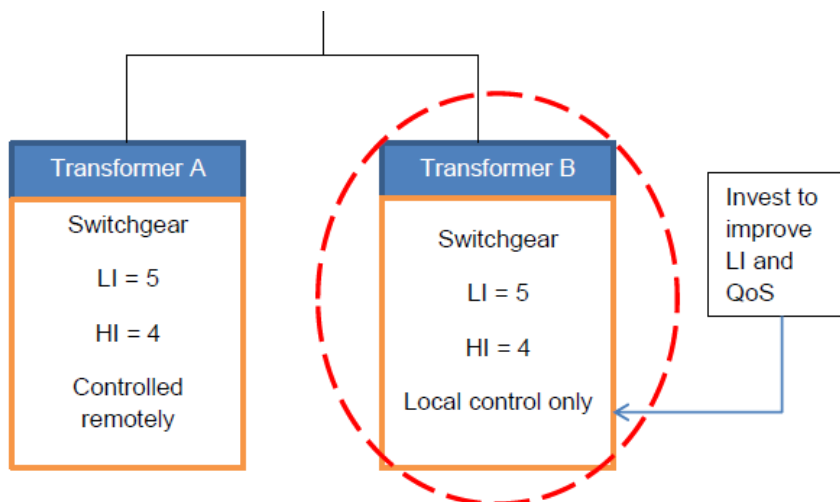 Transformer A
Switchgear
LI = 5
HI = 4
Controlled
remotely
Transformer B
Switchgear
LI = 5
HI = 4
Local control only
Invest to
improve
LI and
QoS